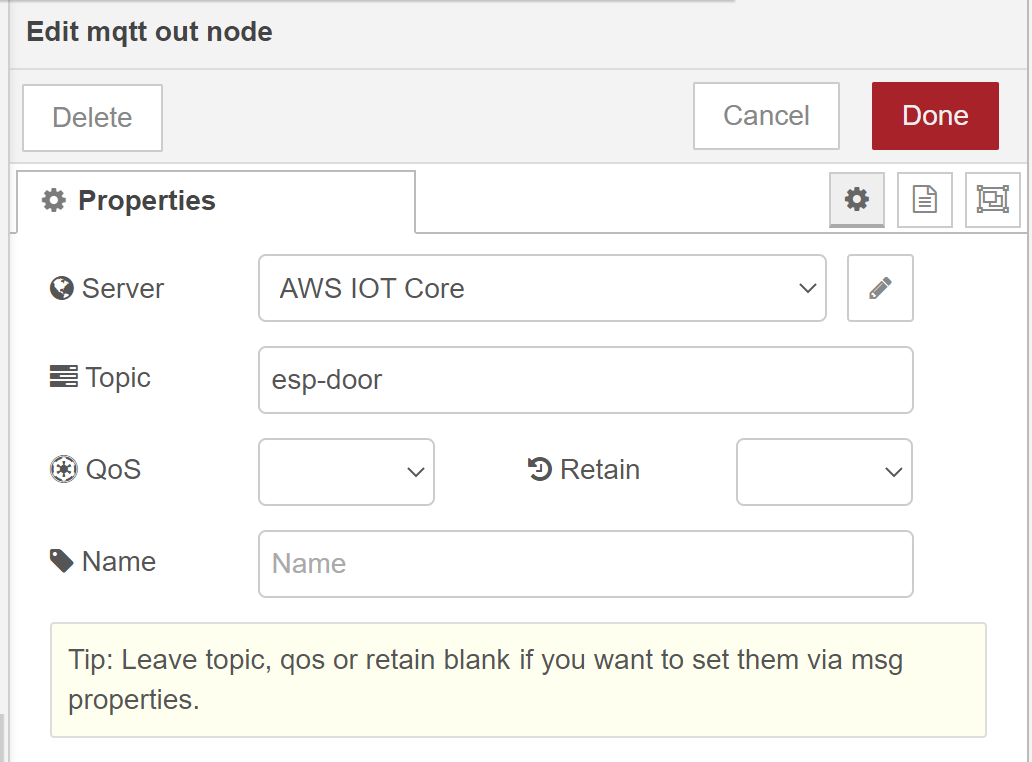 Edit mqtt out node
Delete
Cancel
Done
Properties
Server
AWS IOT Core
Topic
esp-door
QoS
Retain
Name
Name
Tip: Leave topic, qos or retain blank if you want to set them via msg
properties.